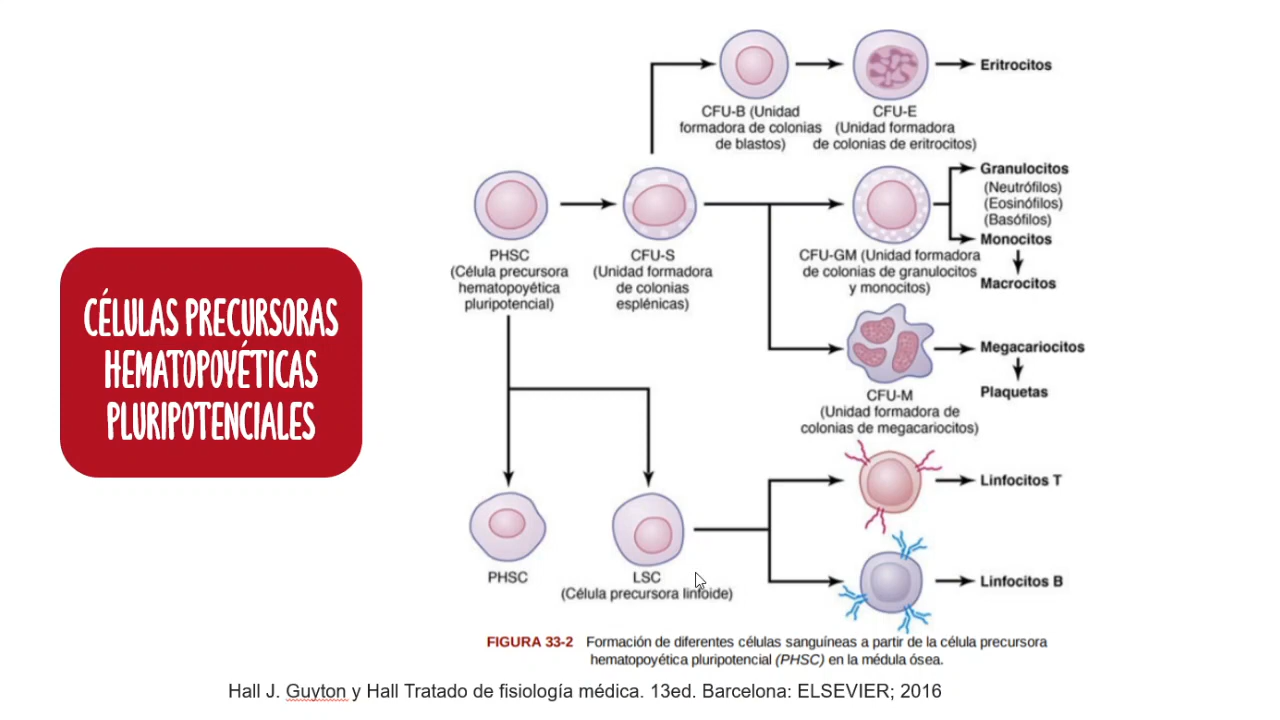 CÉLULAS PRECURSORAS
HEMATOPOYÉTICAS
PLURIPOTENCIALES
CFU-B (Unidad
formadora de colonias
de blastos)
CFU-E
(Unidad formadora
de colonias de eritrocitos)
Eritrocitos
PHSC
(Célula precursora
hematopoyética
pluripotencial)
CFU-S
(Unidad formadora
de colonias
esplénicas)
CFU-GM (Unidad formadora
de colonias de granulocitos
y monocitos)
Granulocitos
(Neutrófilos)
(Eosinófilos)
(Basófilos)
Monocitos
Macrocitos
CFU-M
(Unidad formadora de
colonias de megacariocitos)
Megacariocitos
Plaquetas
PHSC
LSC
(Célula precursora linfoide)
Linfocitos T
Linfocitos B
FIGURA 33-2 Formación de diferentes células sanguíneas a partir de la célula precursora
hematopoyética pluripotencial (PHSC) en la médula ósea.
Hall J. Guyton y Hall Tratado de fisiología médica. 13ed. Barcelona: ELSEVIER; 2016